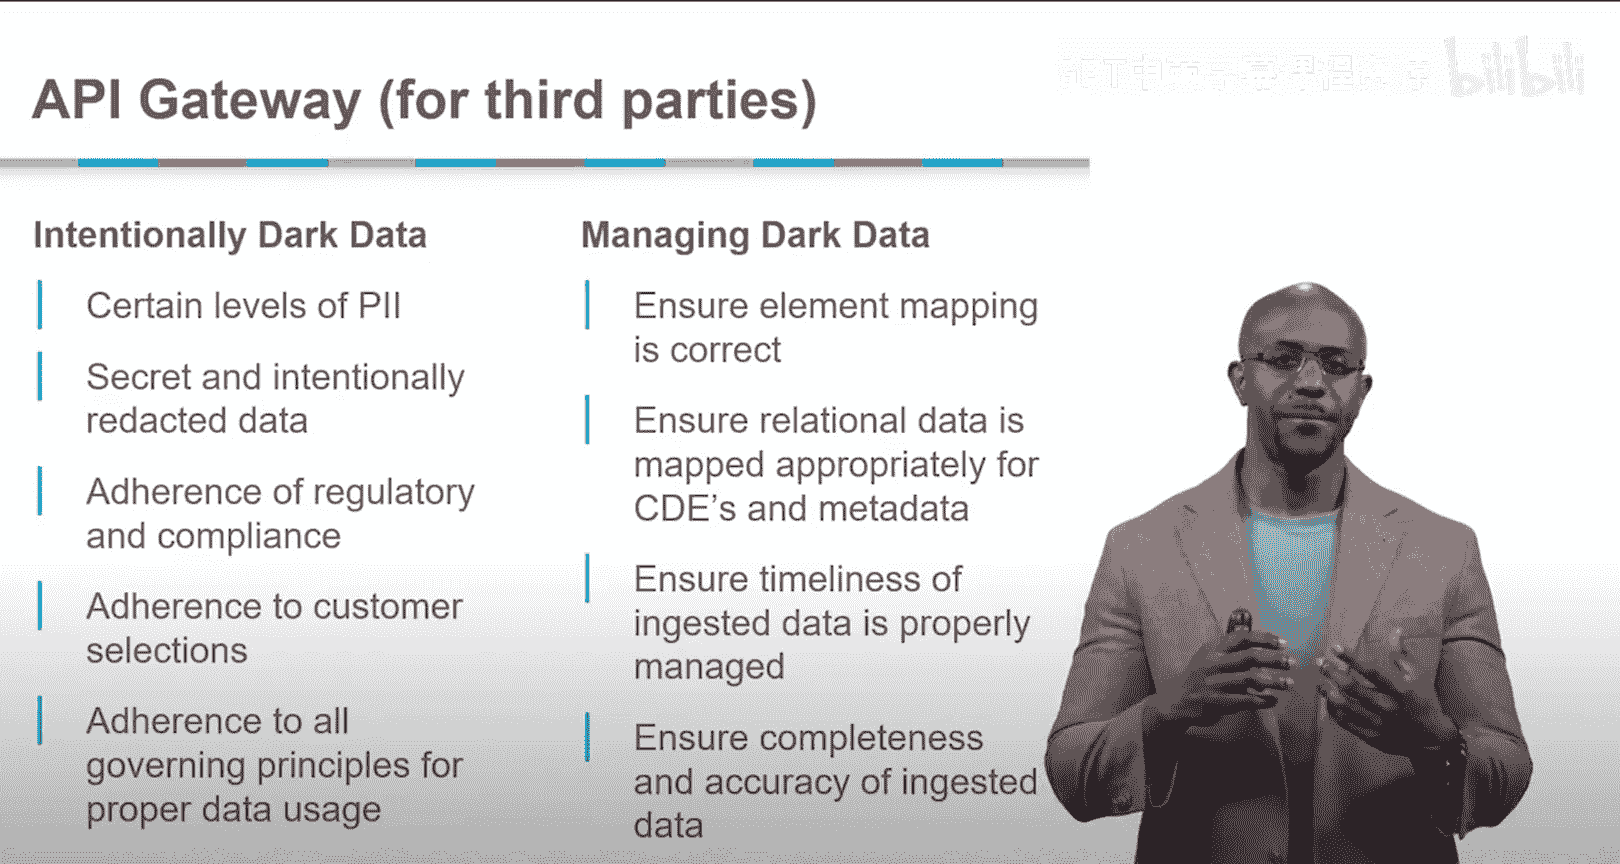 bilibili
API Gateway (for third parties)
Intentionally Dark Data
Certain levels of PII
Secret and intentionally
redacted data
Adherence of regulatory
and compliance
Adherence to customer
selections
Adherence to all
governing principles for
proper data usage
Managing Dark Data
Ensure element mapping
is correct
Ensure relational data is
mapped appropriately for
CDE’s and metadata
Ensure timeliness of
ingested data is properly
managed
Ensure completeness
and accuracy of ingested
data